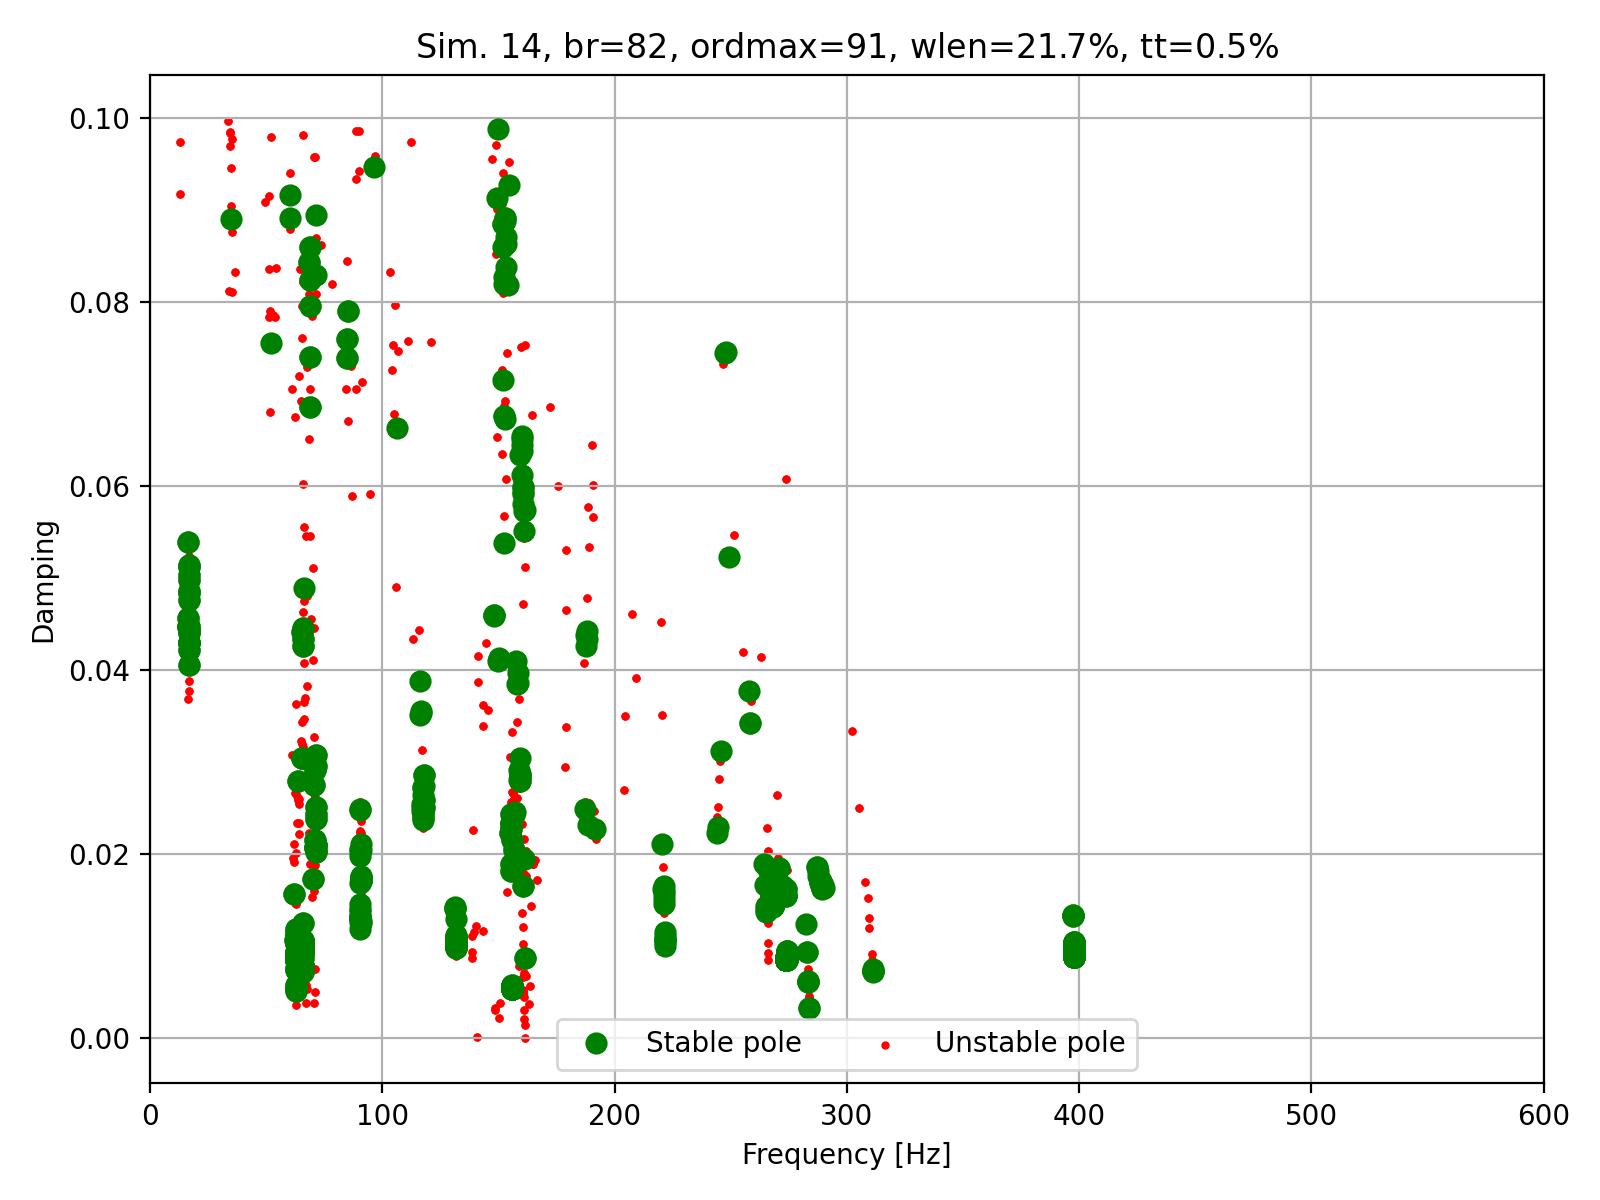 Sim. 14, br=82, ordmax=91, wlen=21.7%, tt=0.5%
0.10
0.08
0.06
0.04
0.02
0.00
Damping
Stable pole
Unstable pole
0
100
200
300
400
500
600
Frequency [Hz]